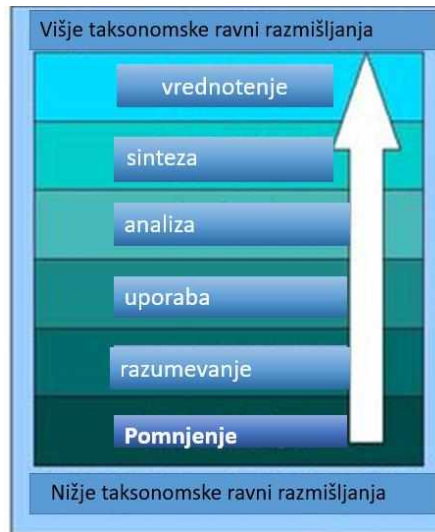 Višje taksonomske ravni razmišljanja
vrednotenje
sinteza
analiza
uporaba
razumevanje
Pomnjenje
Nižje taksonomske ravni razmišljanja